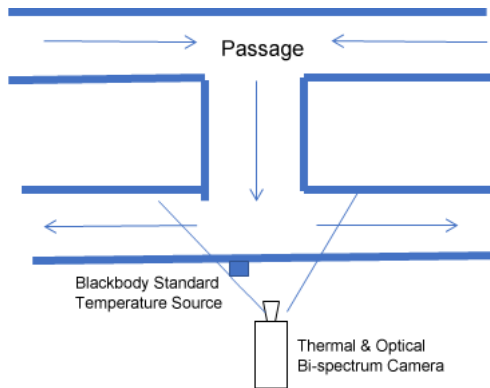 Passage
Blackbody Standard
Temperature Source
Thermal & Optical
Bi-spectrum Camera